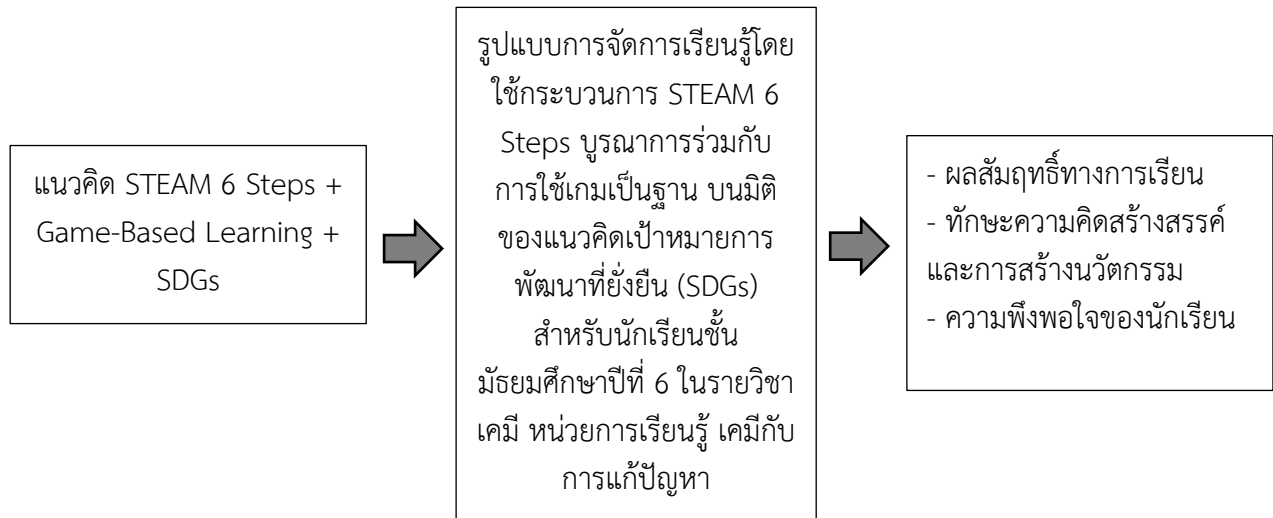 แนวคิด STEAM 6 Steps +
Game-Based Learning +
SDGs
รูปแบบการจัดการเรียนรู้โดย
ใช้กระบวนการ STEAM 6
Steps บูรณาการร่วมกับ
การใช้เกมเป็นฐาน บนมิติ
ของแนวคิดเป้าหมายการ
พัฒนาที่ยั่งยืน (SDGs)
สำหรับนักเรียนชั้น
มัธยมศึกษาปีที่ 6 ในรายวิชา
เคมี หน่วยการเรียนรู้ เคมีกับ
การแก้ปัญหา
- ผลสัมฤทธิ์ทางการเรียน
- ทักษะความคิดสร้างสรรค์
และการสร้างนวัตกรรม
- ความพึงพอใจของนักเรียน